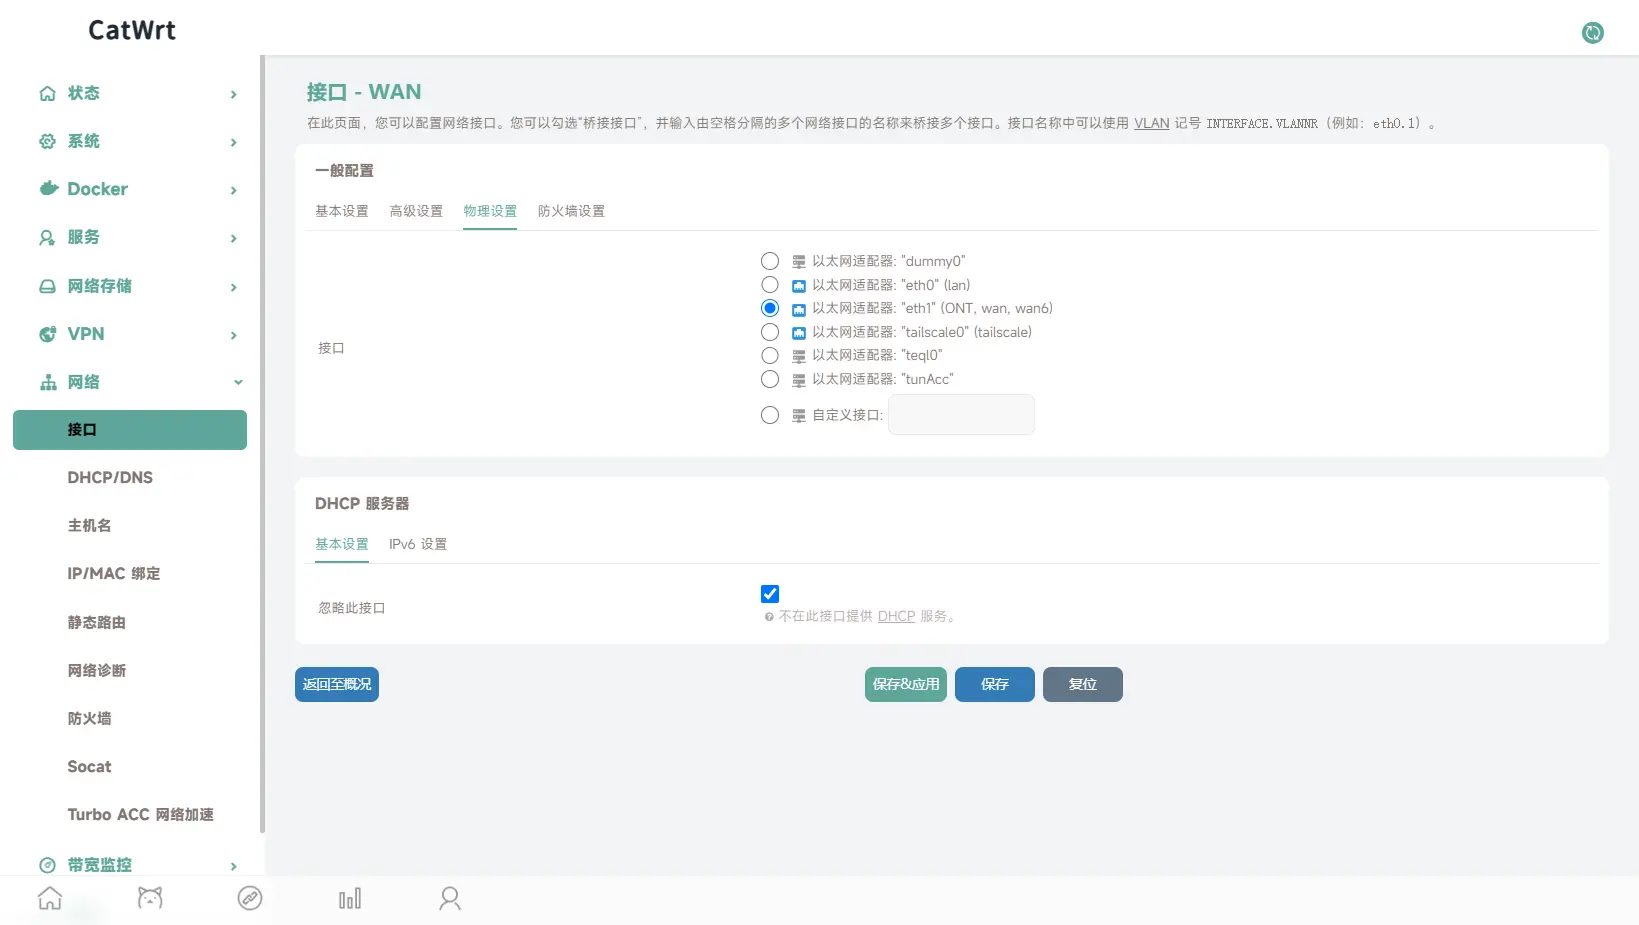 CatWrt
状态
系统
Docker
服务
网络存储
VPN
网络
接口
DHCP/DNS
主机名
IP/MAC 绑定
静态路由
网络诊断
防火墙
Socat
Turbo ACC 网络加速
带宽监控
接口 - WAN
在此页面，您可以配置网络接口。您可以勾选“桥接接口”，并输入由空格分隔的多个网络接口的名称来桥接多个接口。接口名称中可以使用 VLAN 记号 INTERFACE.VLANNR（例如：eth0.1）。
一般配置
基本设置 高级设置 物理设置 防火墙设置
接口
以太网适配器: "dummy0"
以太网适配器: "eth0" (lan)
以太网适配器: "eth1" (ONT, wan, wan6)
以太网适配器: "tailscale0" (tailscale)
以太网适配器: "teql0"
以太网适配器: "tunAcc"
自定义接口:
DHCP 服务器
基本设置 IPv6 设置
忽略此接口
不在此接口提供 DHCP 服务。
返回至概况 保存&应用 保存 复位